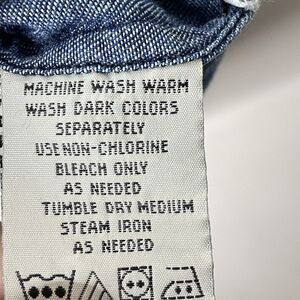 MACHINE WASH WARM
WASH DARK COLORS
SEPARATELY
USE NON-CHLORINE
BLEACH ONLY
AS NEEDED
TUMBLE DRY MEDIUM
STEAM IRON
AS NEEDED